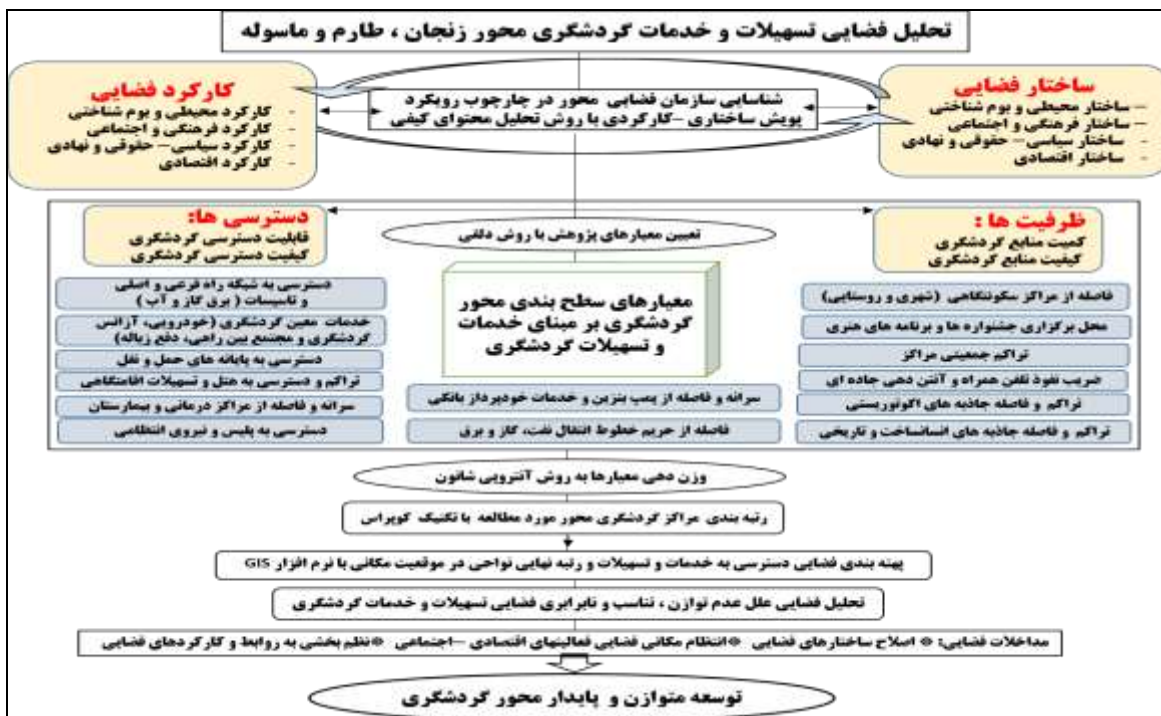 تحلیل فضایی تسهیلات و خدمات گردشگری محور زنجان ، طارم و ماسوله
ساختار فضایی
– ساختار محیطی و بوم شناختی
– ساختار فرهنگی و اجتماعی
- ساختار سیاسی– حقوقی و نهادی
- ساختار اقتصادی
شناسایی سازمان فضایی محور در چارچوب رویکرد
پویش ساختاری –کارکردی با روش تحلیل محتوای کیفی
کارکرد فضایی
- کارکرد محیطی و بوم شناختی
- کارکرد فرهنگی و اجتماعی
- کارکرد سیاسی– حقوقی و نهادی
- کارکرد اقتصادی
ظرفیت ها :
کمیت منابع گردشگری
کیفیت منابع گردشگری
فاصله از مراکز سکونتگاهی (شهری و روستایی)
محل برگزاری جشنواره ها و برنامه های هنری
تراکم جمعیتی مراکز
ضریب نفوذ تلفن همراه و آنتن دهی جاده ای
تراکم و فاصله جاذبه های اکوتوریستی
تراکم و فاصله جاذبه های انسانساخت و تاریخی
تعیین معیارهای پژوهش با روش دلفی
معیارهای سطح بندی محور
گردشگری بر مبنای خدمات
و تسهیلات گردشگری
سرانه و فاصله از پمپ بنزین و خدمات خودپرداز بانکی
فاصله از حریم خطوط انتقال نفت، گاز و برق
دسترسی ها:
قابلیت دسترسی گردشگری
کیفیت دسترسی گردشگری
دسترسی به شبکه راه فرعی و اصلی
و تاسیسات ( برق گاز و آب )
خدمات معین گردشگری (خودرویی، آژانس
گردشگری و مجتمع بین راهی، دفع زباله)
دسترسی به پایانه های حمل و نقل
تراکم و دسترسی به هتل و تسهیلات اقامتگاهی
سرانه و فاصله از مراکز درمانی و بیمارستان
دسترسی به پلیس و نیروی انتظامی
وزن دهی معیارها به روش آنتروپی شانون
رتبه بندی مراکز گردشگری محور مورد مطالعه با تکنیک کوپراس
پهنه بندی فضایی دسترسی به خدمات و تسهیلات و رتبه نهایی نواحی در موقعیت مکانی با نرم افزار GIS
تحلیل فضایی علل عدم توازن ، تناسب و نابرابری فضایی تسهیلات و خدمات گردشگری
مداخلات فضایی: * اصلاح ساختارهای فضایی *انتظام مکانی فضایی فعالیتهای اقتصادی –اجتماعی *نظم بخشی به روابط و کارکردهای فضایی
توسعه متوازن و پایدار محور گردشگری